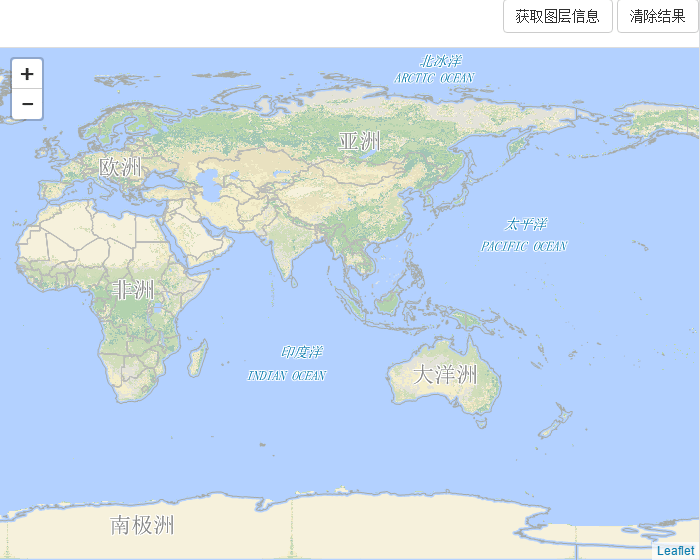 获取图层信息
清除结果
+
−
北冰洋
ARCTIC OCEAN
亚洲
欧洲
太平洋
PACIFIC OCEAN
非洲
印度洋
INDIAN OCEAN
大洋洲
南极洲
Leaflet